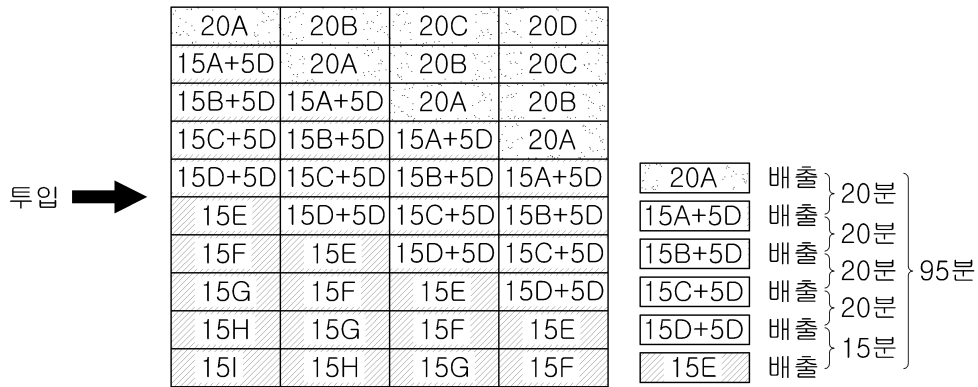 20A 20B 20C 20D
15A+5D 20A 20B 20C
15B+5D 15A+5D 20A 20B
15C+5D 15B+5D 15A+5D 20A
15D+5D 15C+5D 15B+5D 15A+5D
15E 15D+5D 15C+5D 15B+5D
15F 15E 15D+5D 15C+5D
15G 15F 15E 15D+5D
15H 15G 15F 15E
15I 15H 15G 15F
투입
20A 배출
20분
15A+5D 배출
20분
15B+5D 배출
20분
95분
15C+5D 배출
20분
15D+5D 배출
15분
15E 배출